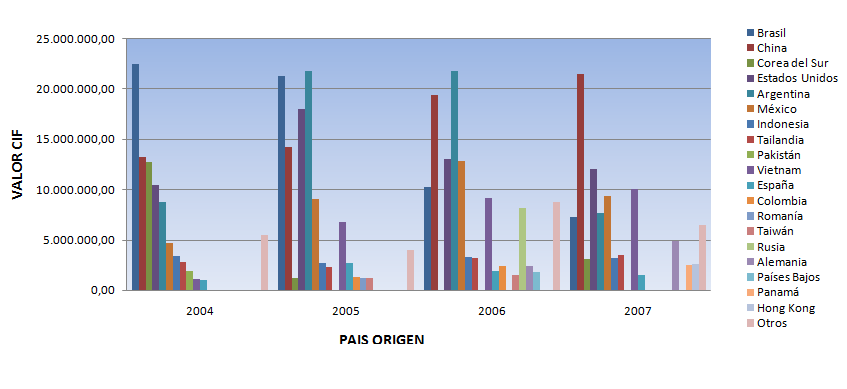 25.000.000,00
20.000.000,00
15.000.000,00
10.000.000,00
5.000.000,00
0,00
VALOR CIF
2004
2005
2006
2007
PAIS ORIGEN
Brasil
China
Corea del Sur
Estados Unidos
Argentina
México
Indonesia
Tailandia
Pakistán
Vietnam
España
Colombia
Romanía
Taiwán
Rusia
Alemania
Países Bajos
Panamá
Hong Kong
Otros